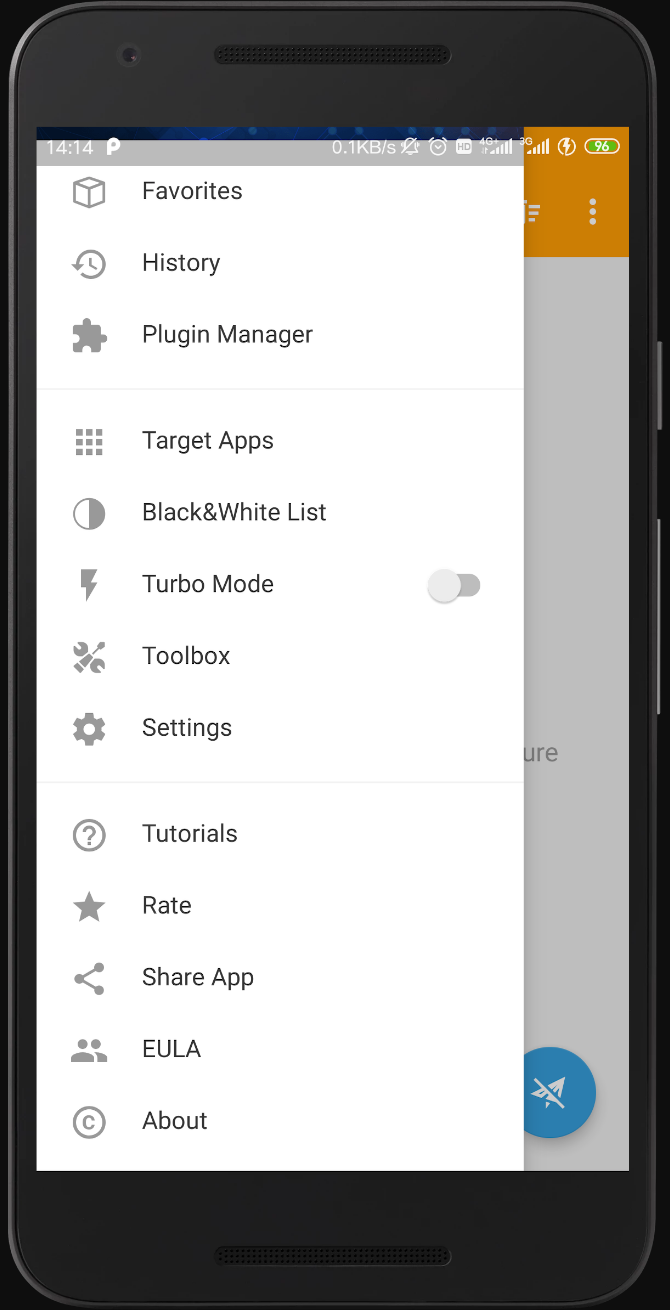 14:14 0.1KB/s HD 4G+ 3G 96
Favorites
History
Plugin Manager
Target Apps
Black&White List
Turbo Mode
Toolbox
Settings
ure
Tutorials
Rate
Share App
EULA
About